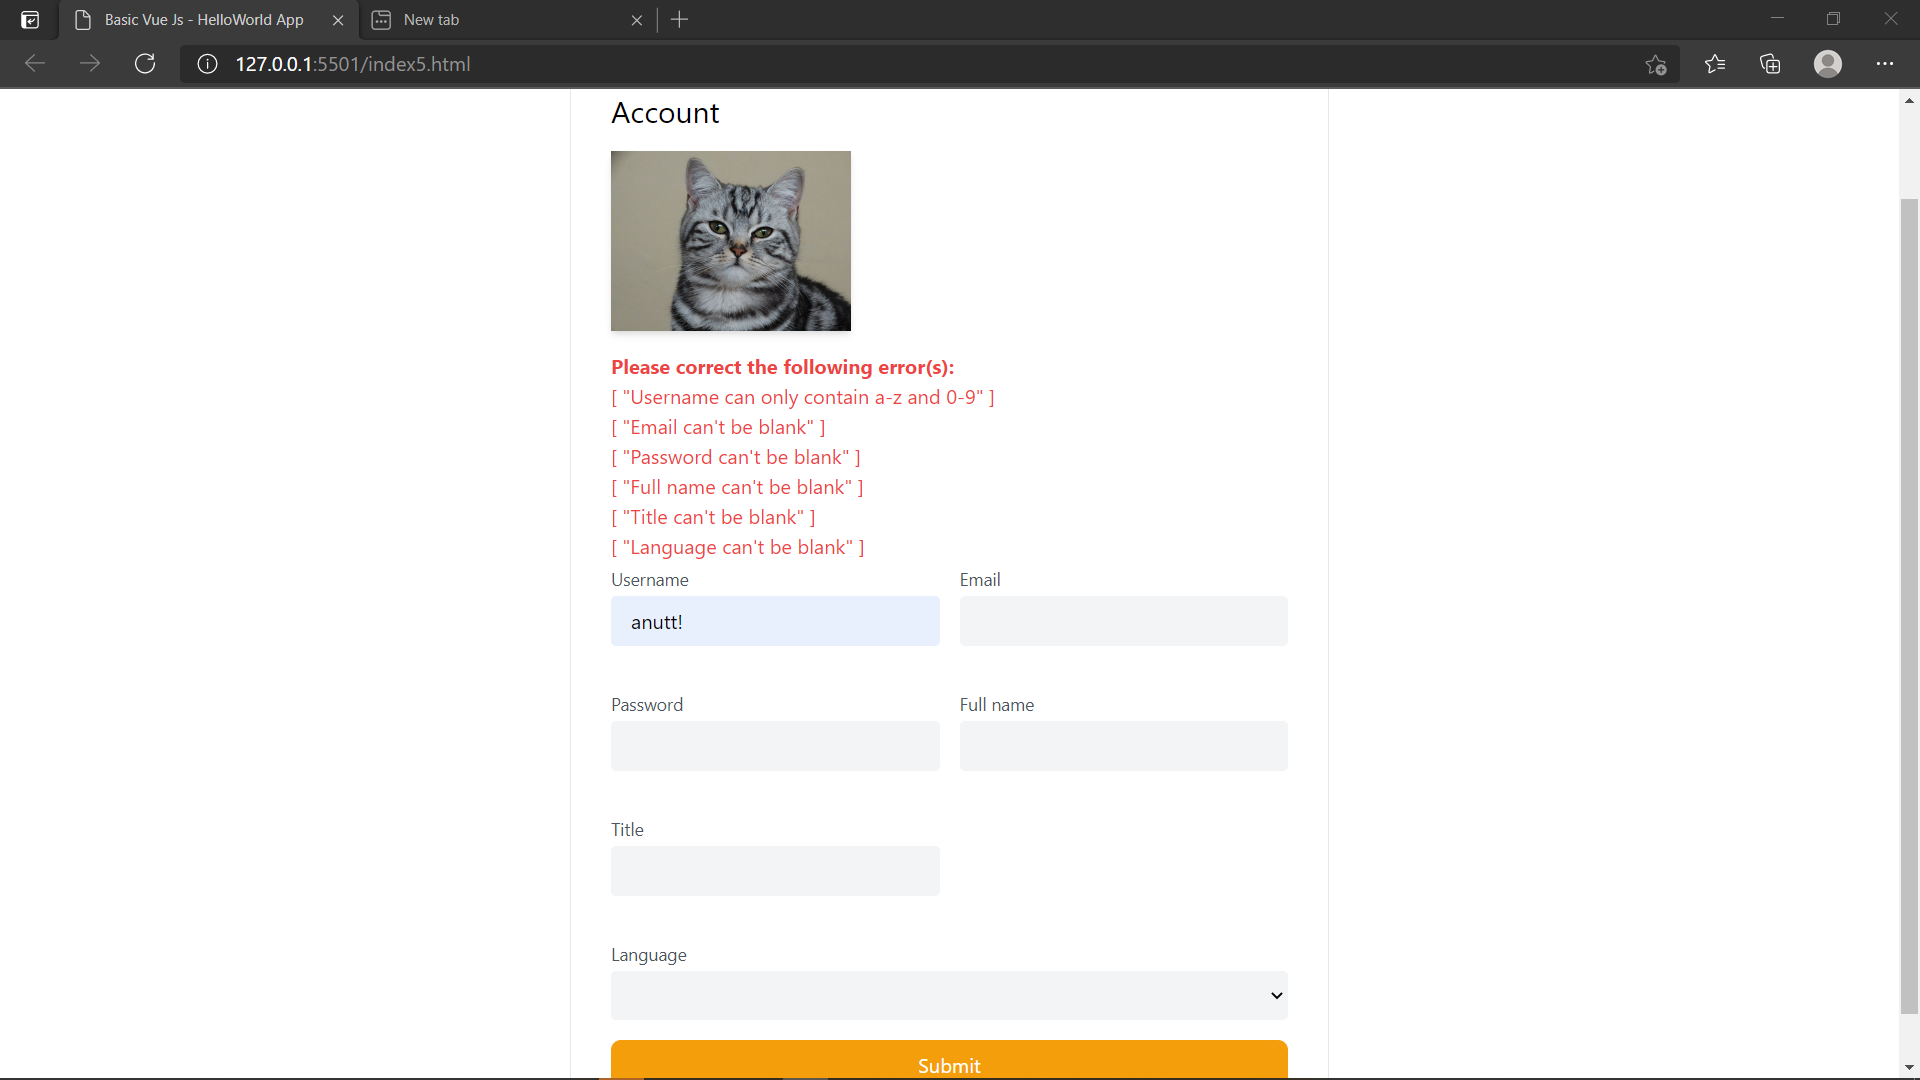 Basic Vue Js - HelloWorld App
New tab
127.0.0.1:5501/index5.html
Account
Please correct the following error(s):
[ "Username can only contain a-z and 0-9" ]
[ "Email can't be blank" ]
[ "Password can't be blank" ]
[ "Full name can't be blank" ]
[ "Title can't be blank" ]
[ "Language can't be blank" ]
Username Email
anutt!
Password Full name
Title
Language
Submit